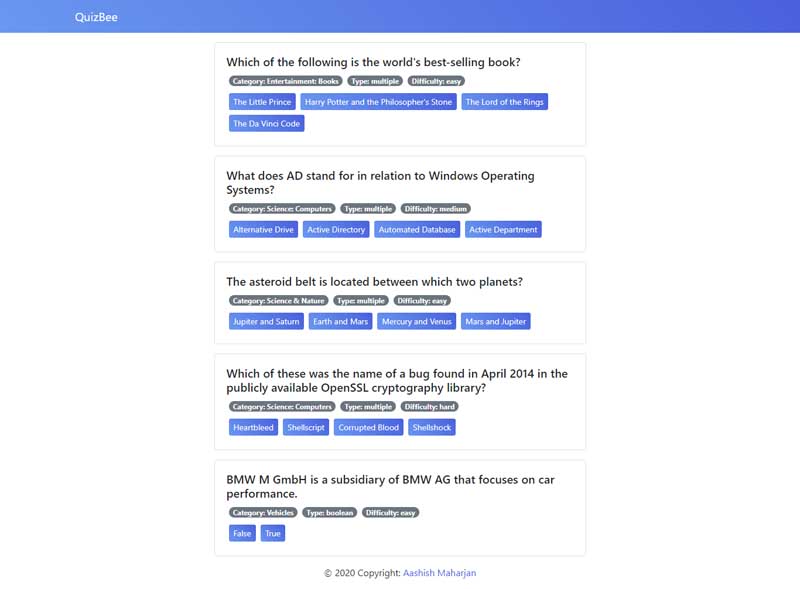 QuizBee
Which of the following is the world's best-selling book?
Category: Entertainment: Books Type: multiple Difficulty: easy
The Little Prince Harry Potter and the Philosopher's Stone The Lord of the Rings
The Da Vinci Code
What does AD stand for in relation to Windows Operating
Systems?
Category: Science: Computers Type: multiple Difficulty: medium
Alternative Drive Active Directory Automated Database Active Department
The asteroid belt is located between which two planets?
Category: Science & Nature Type: multiple Difficulty: easy
Jupiter and Saturn Earth and Mars Mercury and Venus Mars and Jupiter
Which of these was the name of a bug found in April 2014 in the
publicly available OpenSSL cryptography library?
Category: Science: Computers Type: multiple Difficulty: hard
Heartbleed Shellscript Corrupted Blood Shellshock
BMW M GmbH is a subsidiary of BMW AG that focuses on car
performance.
Category: Vehicles Type: boolean Difficulty: easy
False True
© 2020 Copyright: Aashish Maharjan